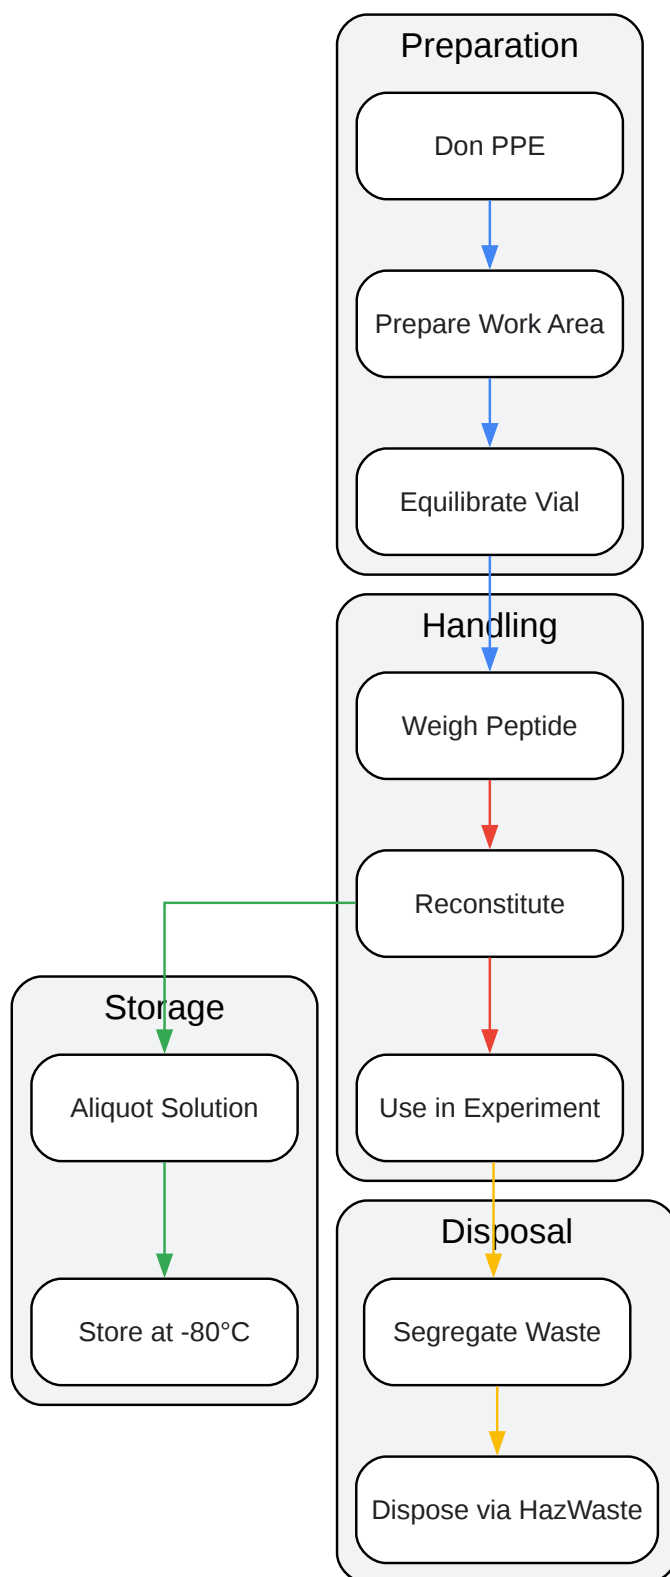 Preparation
Don PPE
Prepare Work Area
Equilibrate Vial
Handling
Weigh Peptide
Reconstitute
Use in Experiment
Storage
Aliquot Solution
Store at -80°C
Disposal
Segregate Waste
Dispose via HazWaste